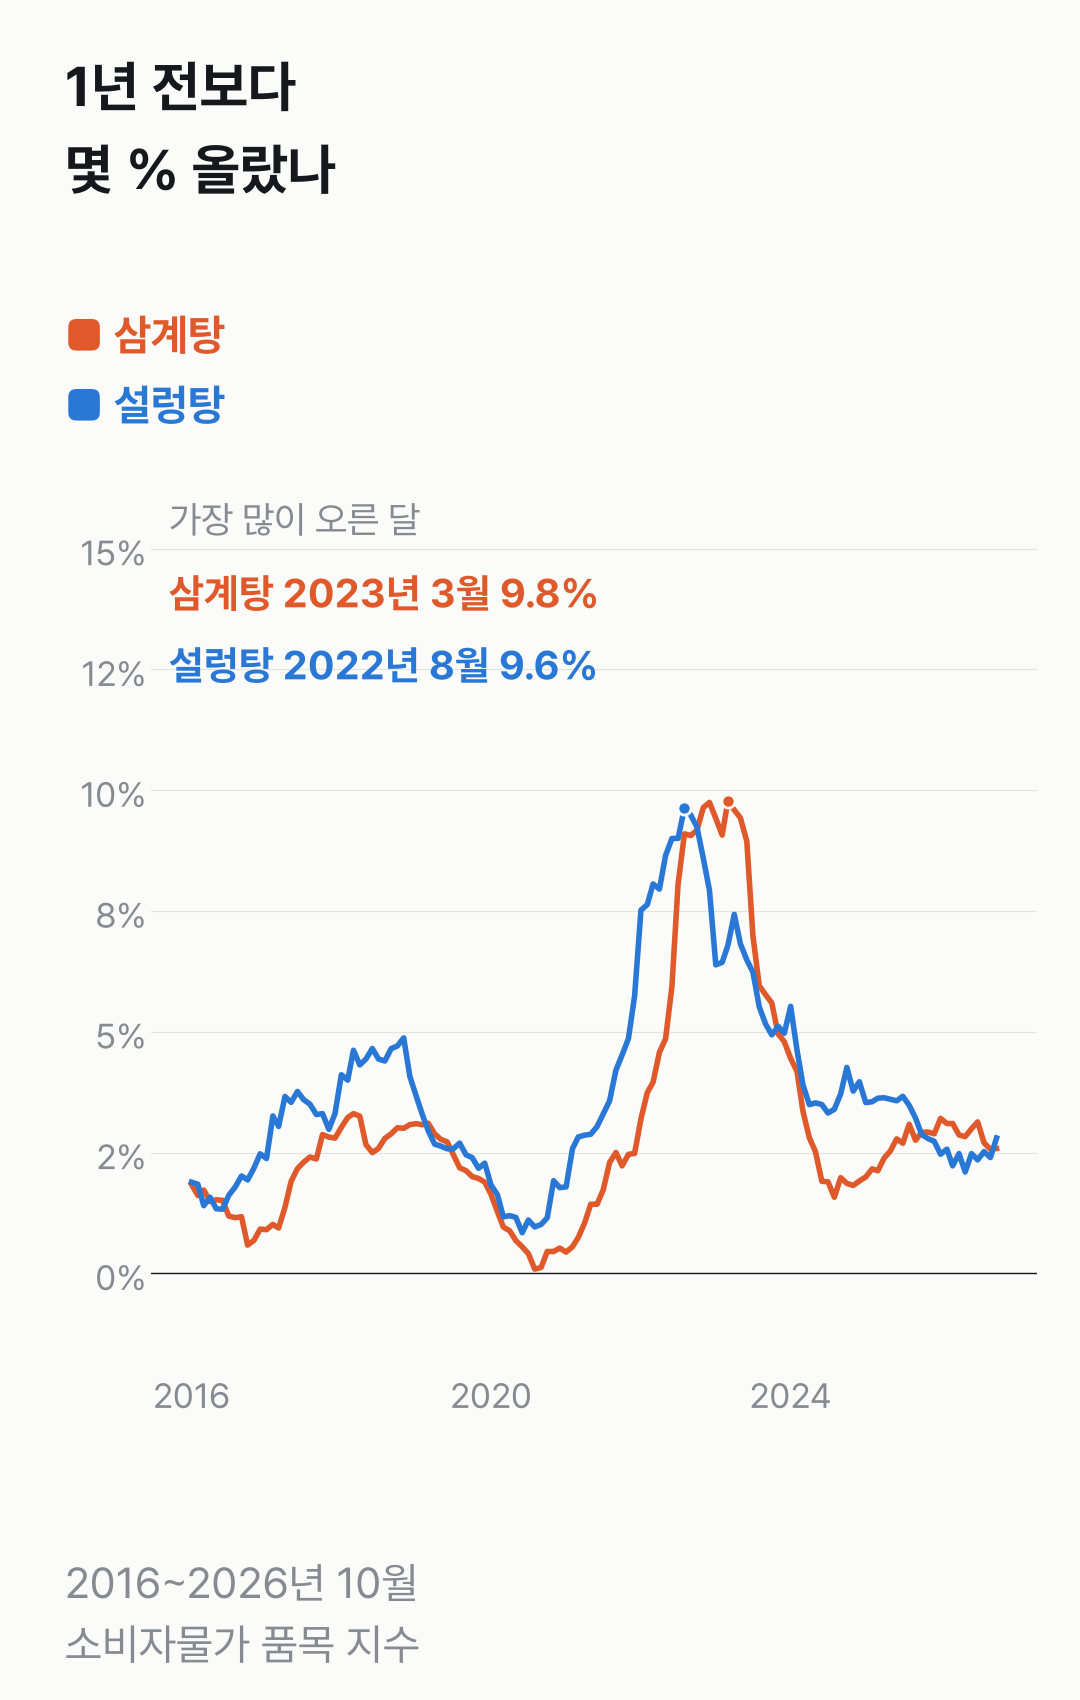 1년 전보다
몇 % 올랐나
삼계탕
설렁탕
가장 많이 오른 달
15%
삼계탕 2023년 3월 9.8%
설렁탕 2022년 8월 9.6%
12%
10%
8%
5%
2%
0%
2016 2020 2024
2016~2026년 10월
소비자물가 품목 지수